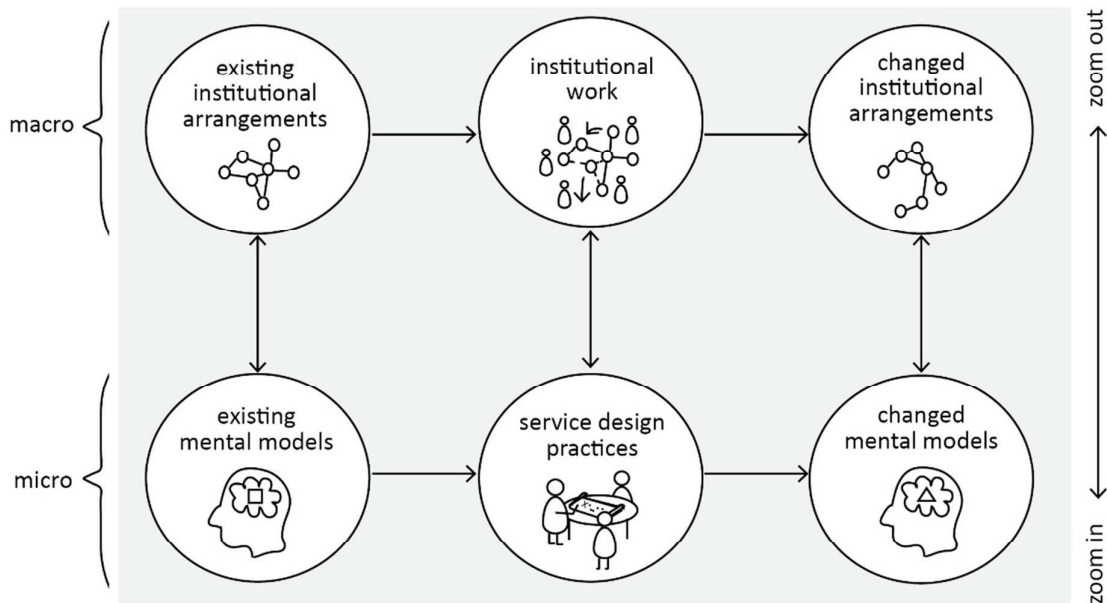 macro
existing
institutional
arrangements
institutional
work
changed
institutional
arrangements
zoom out
micro
existing
mental models
service design
practices
changed
mental models
zoom in